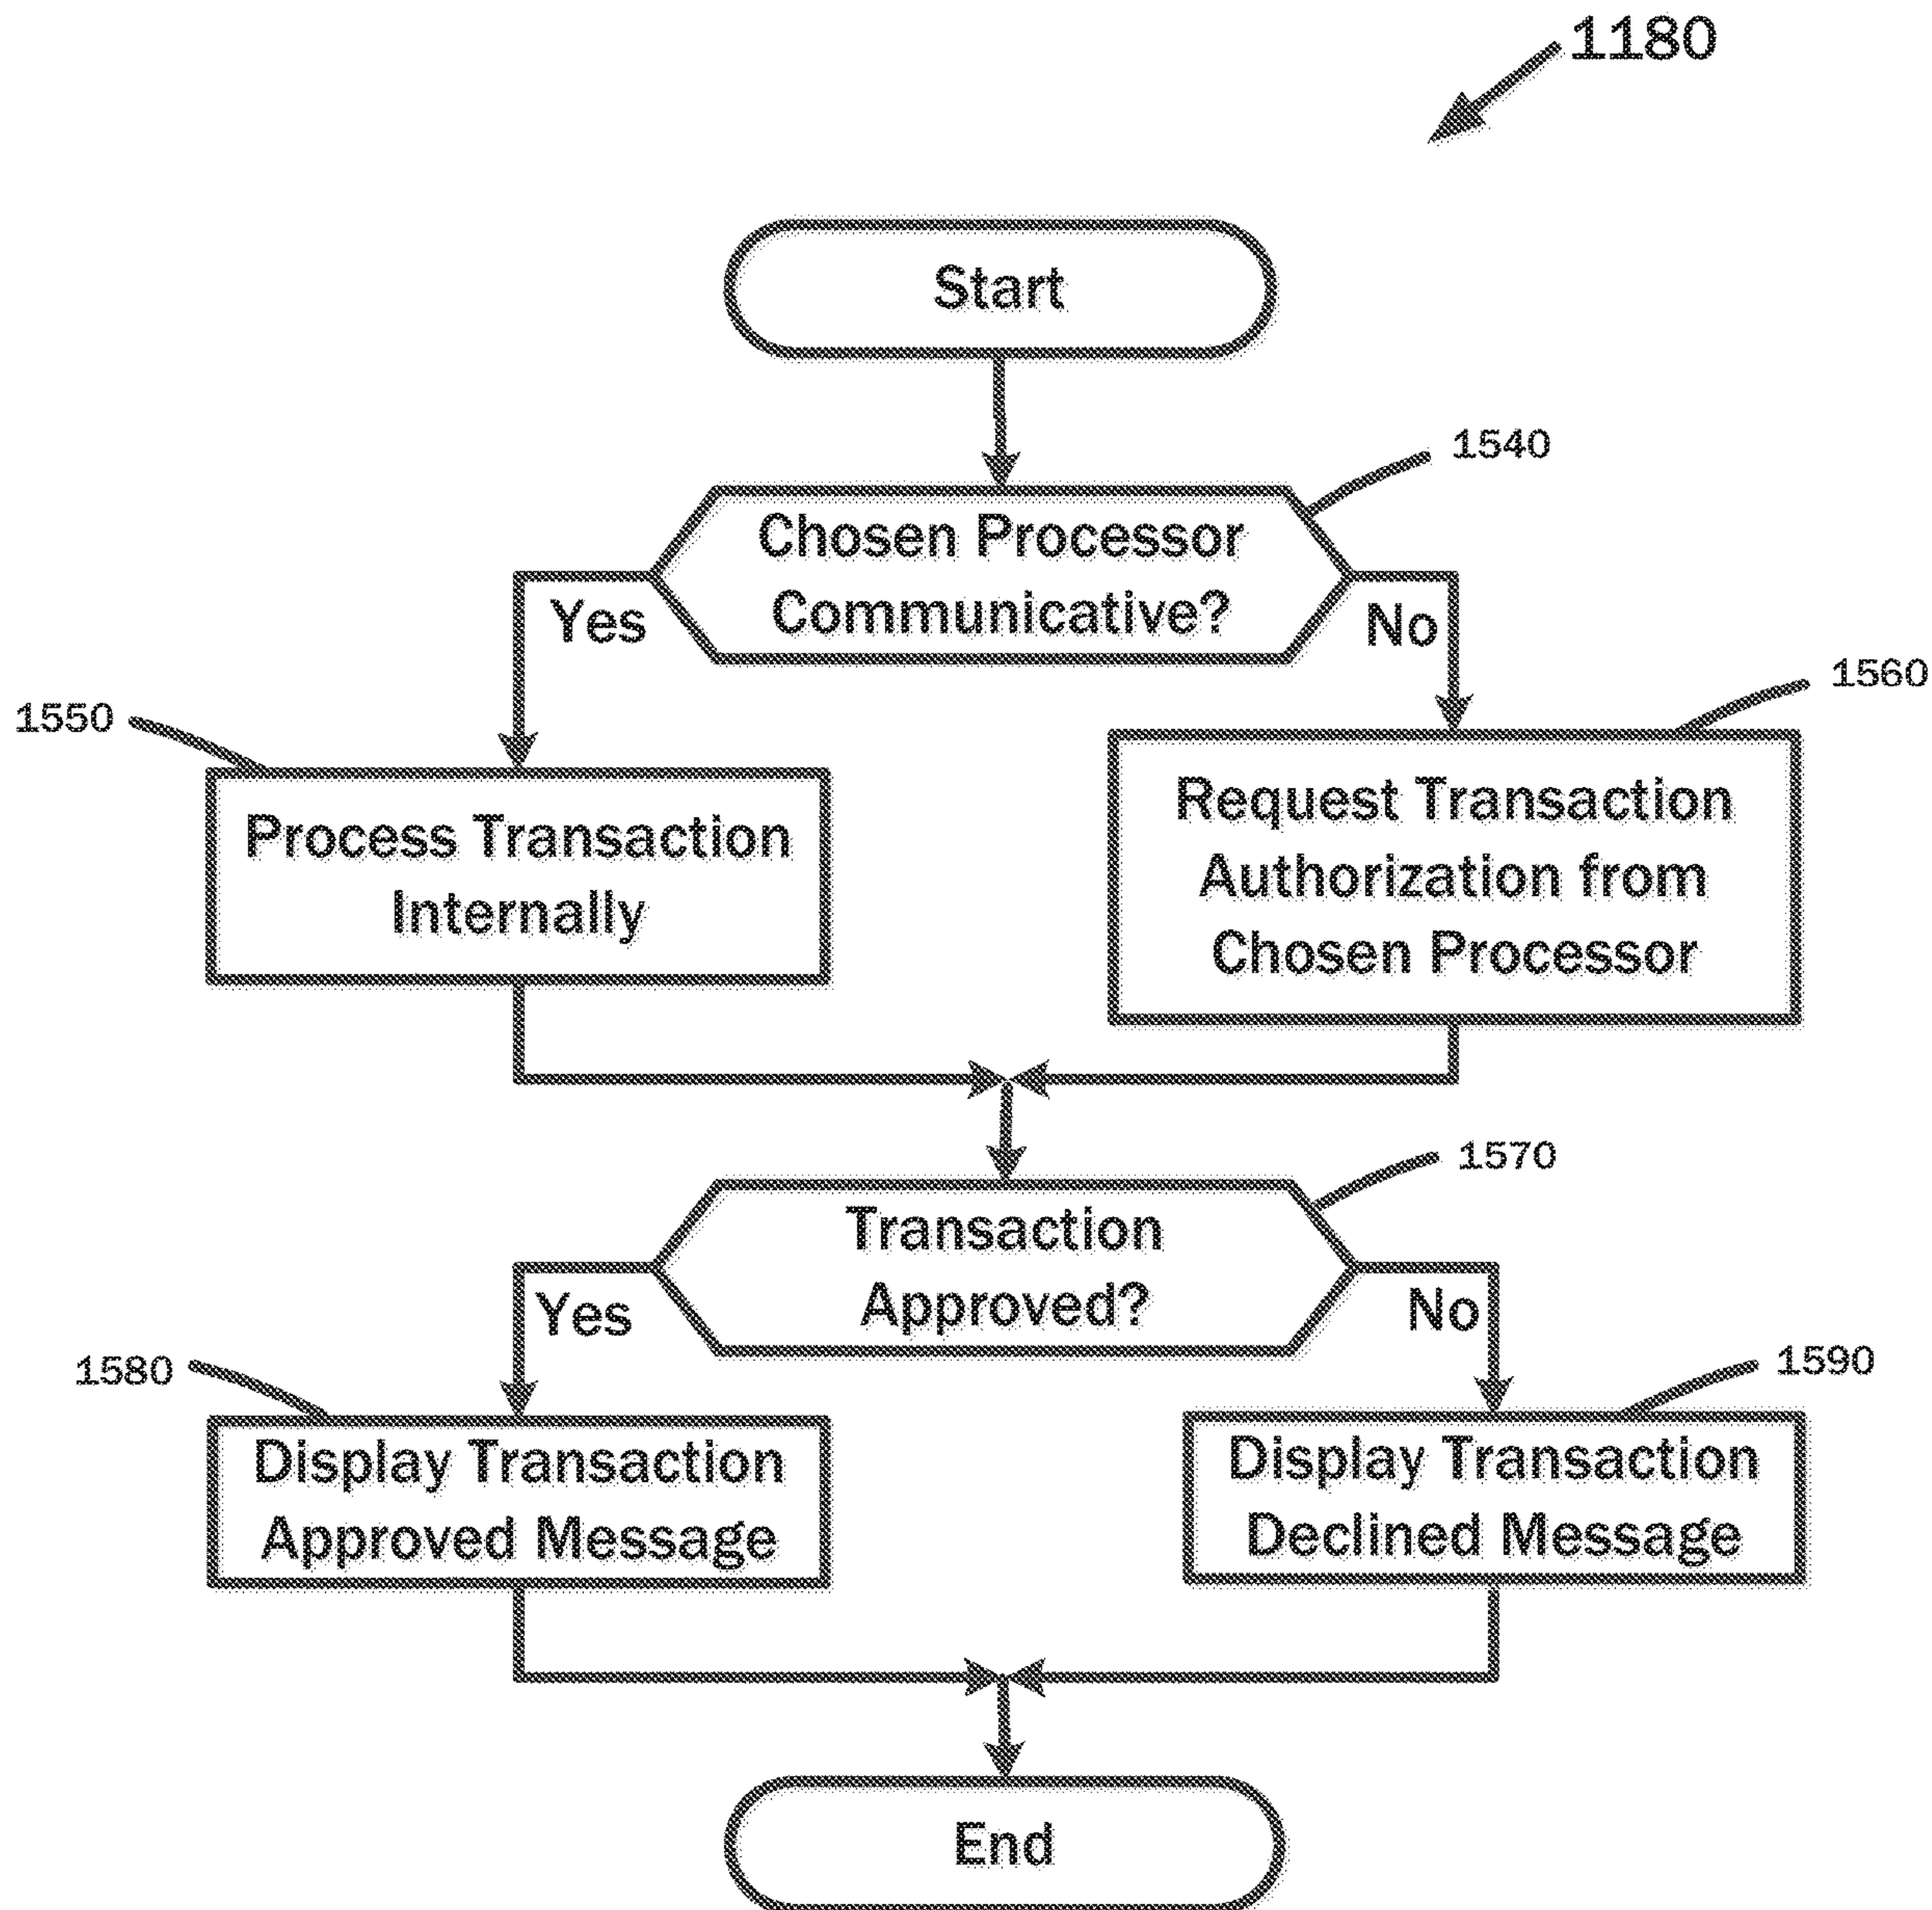 1180
Start
1540
Chosen Processor
Communicative?
Yes
No
1550
1560
Process Transaction
Internally
Request Transaction
Authorization from
Chosen Processor
1570
Transaction
Approved?
Yes
No
1580
1590
Display Transaction
Approved Message
Display Transaction
Declined Message
End